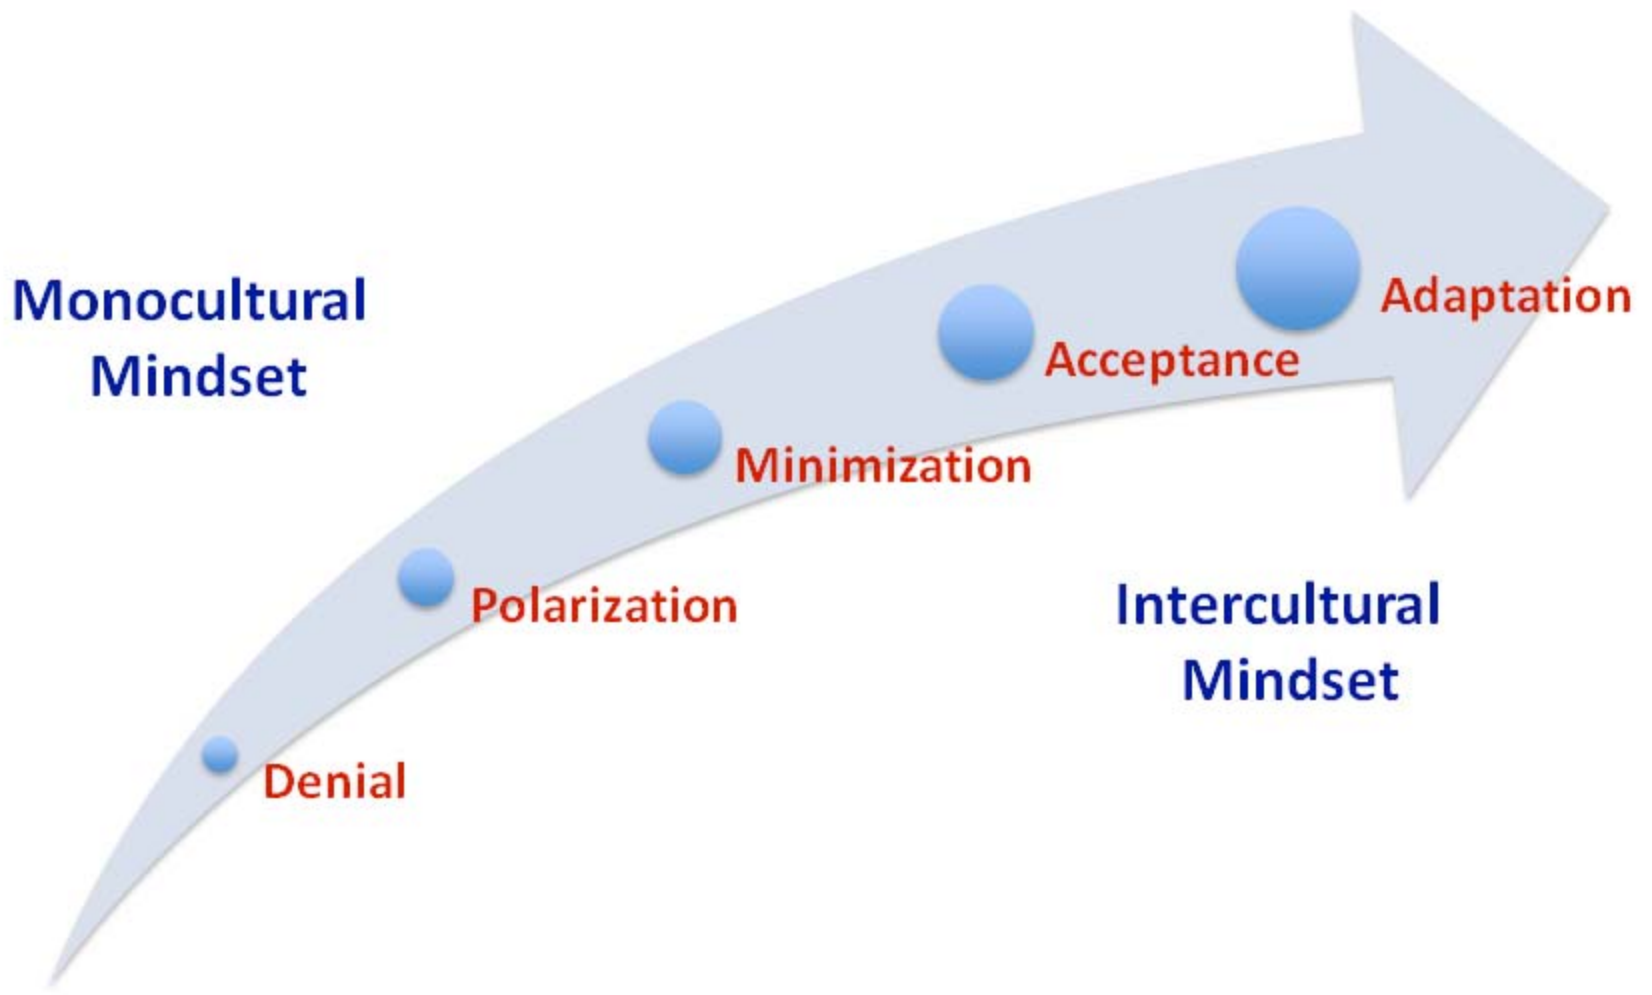 Monocultural
Mindset
Adaptation
Acceptance
Minimization
Polarization
Denial
Intercultural
Mindset